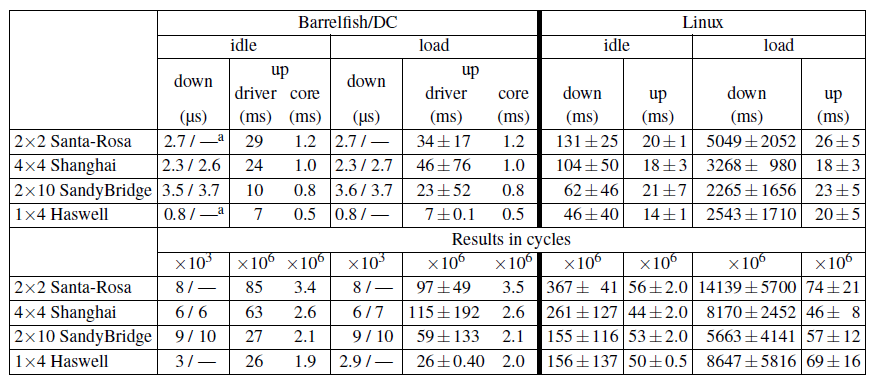 Barrelfish/DC Linux
idle load idle load
down up down up down up down up
driver core driver core
(μs) (ms) (ms) (μs) (ms) (ms) (ms) (ms) (ms) (ms)
2×2 Santa-Rosa 2.7 / —a 29 1.2 2.7 / — 34 ± 17 1.2 131 ± 25 20 ± 1 5049 ± 2052 26 ± 5
4×4 Shanghai 2.3 / 2.6 24 1.0 2.3 / 2.7 46 ± 76 1.0 104 ± 50 18 ± 3 3268 ± 980 18 ± 3
2×10 SandyBridge 3.5 / 3.7 10 0.8 3.6 / 3.7 23 ± 52 0.8 62 ± 46 21 ± 7 2265 ± 1656 23 ± 5
1×4 Haswell 0.8 / —a 7 0.5 0.8 / — 7 ± 0.1 0.5 46 ± 40 14 ± 1 2543 ± 1710 20 ± 5
Results in cycles
×10³ ×10⁶ ×10⁶ ×10³ ×10⁶ ×10⁶ ×10⁶ ×10⁶ ×10⁶ ×10⁶
2×2 Santa-Rosa 8 / — 85 3.4 8 / — 97 ± 49 3.5 367 ± 41 56 ± 2.0 14139 ± 5700 74 ± 21
4×4 Shanghai 6 / 6 63 2.6 6 / 7 115 ± 192 2.6 261 ± 127 44 ± 2.0 8170 ± 2452 46 ± 8
2×10 SandyBridge 9 / 10 27 2.1 9 / 10 59 ± 133 2.1 155 ± 116 53 ± 2.0 5663 ± 4141 57 ± 12
1×4 Haswell 3 / — 26 1.9 2.9 / — 26 ± 0.40 2.0 156 ± 137 50 ± 0.5 8647 ± 5816 69 ± 16